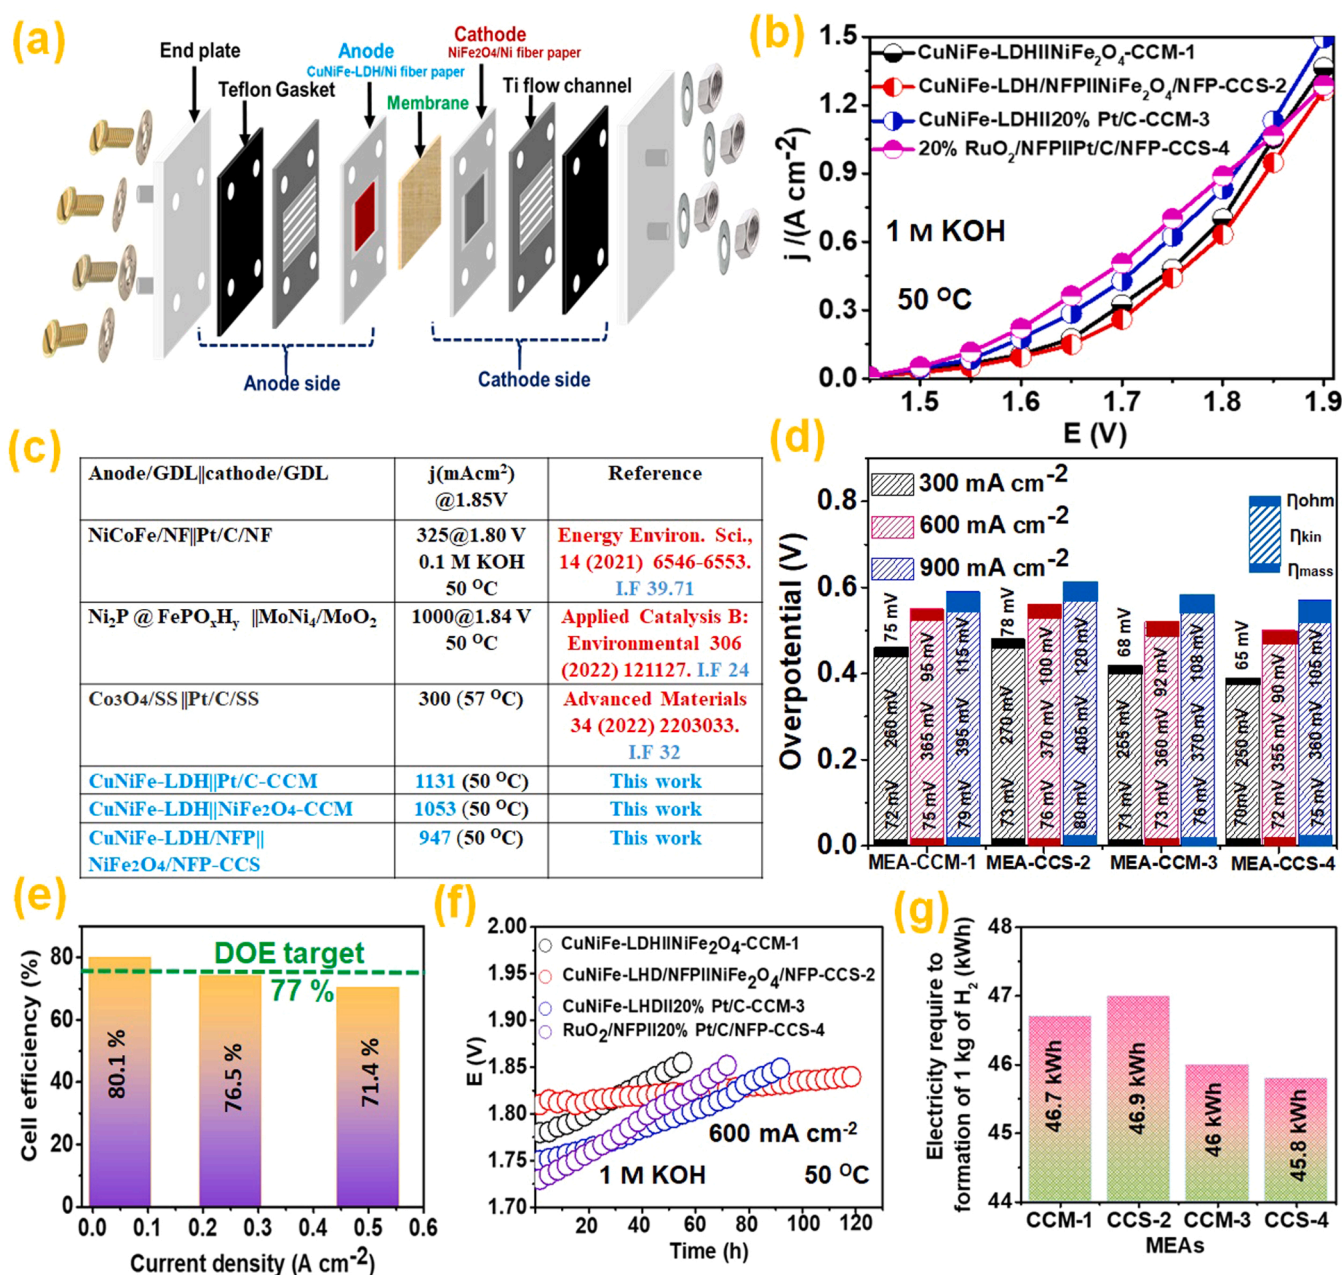 (a)
End plate
Teflon Gasket
Anode
CuNiFe-LDH/Ni fiber paper
Membrane
Cathode
NiFe2O4/Ni fiber paper
Ti flow channel
Anode side
Cathode side
(b)
CuNiFe-LDHIINiFe₂O₄-CCM-1
CuNiFe-LDH/NFPIINiFe₂O₄/NFP-CCS-2
CuNiFe-LDHII20% Pt/C-CCM-3
20% RuO₂/NFPIIPt/C/NFP-CCS-4
1 M KOH
50 ᴼC
j /(A cm⁻²)
1.5
1.2
0.9
0.6
0.3
0.0
1.5 1.6 1.7 1.8 1.9
E (V)
(c)
Anode/GDL||cathode/GDL j(mAcm²) Reference
@1.85V
NiCoFe/NF||Pt/C/NF 325@1.80 V Energy Environ. Sci.,
0.1 M KOH 14 (2021) 6546-6553.
50 ᴼC I.F 39.71
Ni₂P @ FePOₓHᵧ ||MoNi₄/MoO₂ 1000@1.84 V Applied Catalysis B:
50 ᴼC Environmental 306
(2022) 121127. I.F 24
Co₃O₄/SS||Pt/C/SS 300 (57 ᴼC) Advanced Materials
34 (2022) 2203033.
I.F 32
CuNiFe-LDH||Pt/C-CCM 1131 (50 ᴼC) This work
CuNiFe-LDH||NiFe₂O₄-CCM 1053 (50 ᴼC) This work
CuNiFe-LDH/NFP|| 947 (50 ᴼC) This work
NiFe₂O₄/NFP-CCS
(d)
300 mA cm⁻²
600 mA cm⁻²
900 mA cm⁻²
ηohm
ηkin
ηmass
Overpotential (V)
0.8
0.6
0.4
0.2
0.0
75 mV 95 mV 115 mV 78 mV 100 mV 120 mV 68 mV 92 mV 108 mV 65 mV 90 mV 105 mV
260 mV 365 mV 395 mV 270 mV 370 mV 405 mV 255 mV 360 mV 370 mV 250 mV 355 mV 360 mV
72 mV 75 mV 79 mV 73 mV 76 mV 80 mV 71 mV 73 mV 76 mV 70mV 72 mV 75 mV
MEA-CCM-1 MEA-CCS-2 MEA-CCM-3 MEA-CCS-4
(e)
Cell efficiency (%)
80
60
40
20
0
DOE target
77 %
80.1 %
76.5 %
71.4 %
0.0 0.1 0.2 0.3 0.4 0.5 0.6
Current density (A cm⁻²)
(f)
E (V)
2.00
1.95
1.90
1.85
1.80
1.75
1.70
CuNiFe-LDHIINiFe₂O₄-CCM-1
CuNiFe-LHD/NFPIINiFe₂O₄/NFP-CCS-2
CuNiFe-LHDII20% Pt/C-CCM-3
RuO₂/NFPII20% Pt/C/NFP-CCS-4
600 mA cm⁻²
1 M KOH 50 ᴼC
0 20 40 60 80 100 120
Time (h)
(g)
Electricity require to
formation of 1 kg of H₂ (kWh)
48
47
46
45
44
46.7 kWh
46.9 kWh
46 kWh
45.8 kWh
CCM-1 CCS-2 CCM-3 CCS-4
MEAs